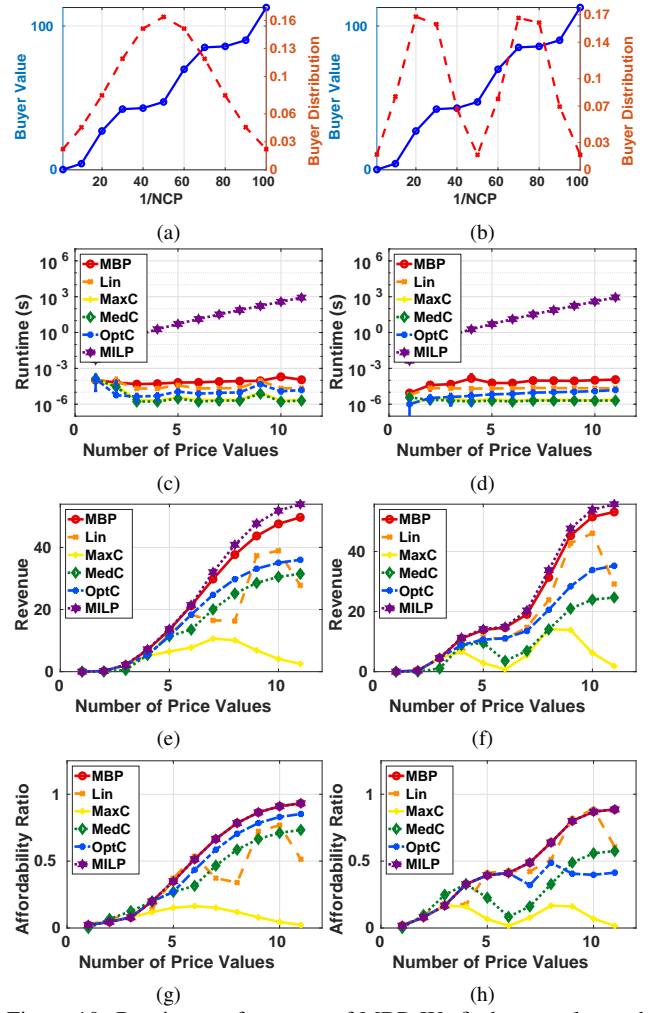 100
0
Buyer Value
20 40 60 80 100
1/NCP
0.16
0.13
0.1
0.06
0.03
Buyer Distribution
(a)
100
0
Buyer Value
20 40 60 80 100
1/NCP
0.17
0.14
0.1
0.07
0.03
Buyer Distribution
(b)
10^6
10^3
10^0
10^-3
10^-6
Runtime (s)
MBP
Lin
MaxC
MedC
OptC
MILP
0 5 10
Number of Price Values
(c)
10^6
10^3
10^0
10^-3
10^-6
Runtime (s)
MBP
Lin
MaxC
MedC
OptC
MILP
0 5 10
Number of Price Values
(d)
40
20
0
Revenue
MBP
Lin
MaxC
MedC
OptC
MILP
0 5 10
Number of Price Values
(e)
40
20
0
Revenue
MBP
Lin
MaxC
MedC
OptC
MILP
0 5 10
Number of Price Values
(f)
1
0.5
0
Affordability Ratio
MBP
Lin
MaxC
MedC
OptC
MILP
0 5 10
Number of Price Values
(g)
1
0.5
0
Affordability Ratio
MBP
Lin
MaxC
MedC
OptC
MILP
0 5 10
Number of Price Values
(h)